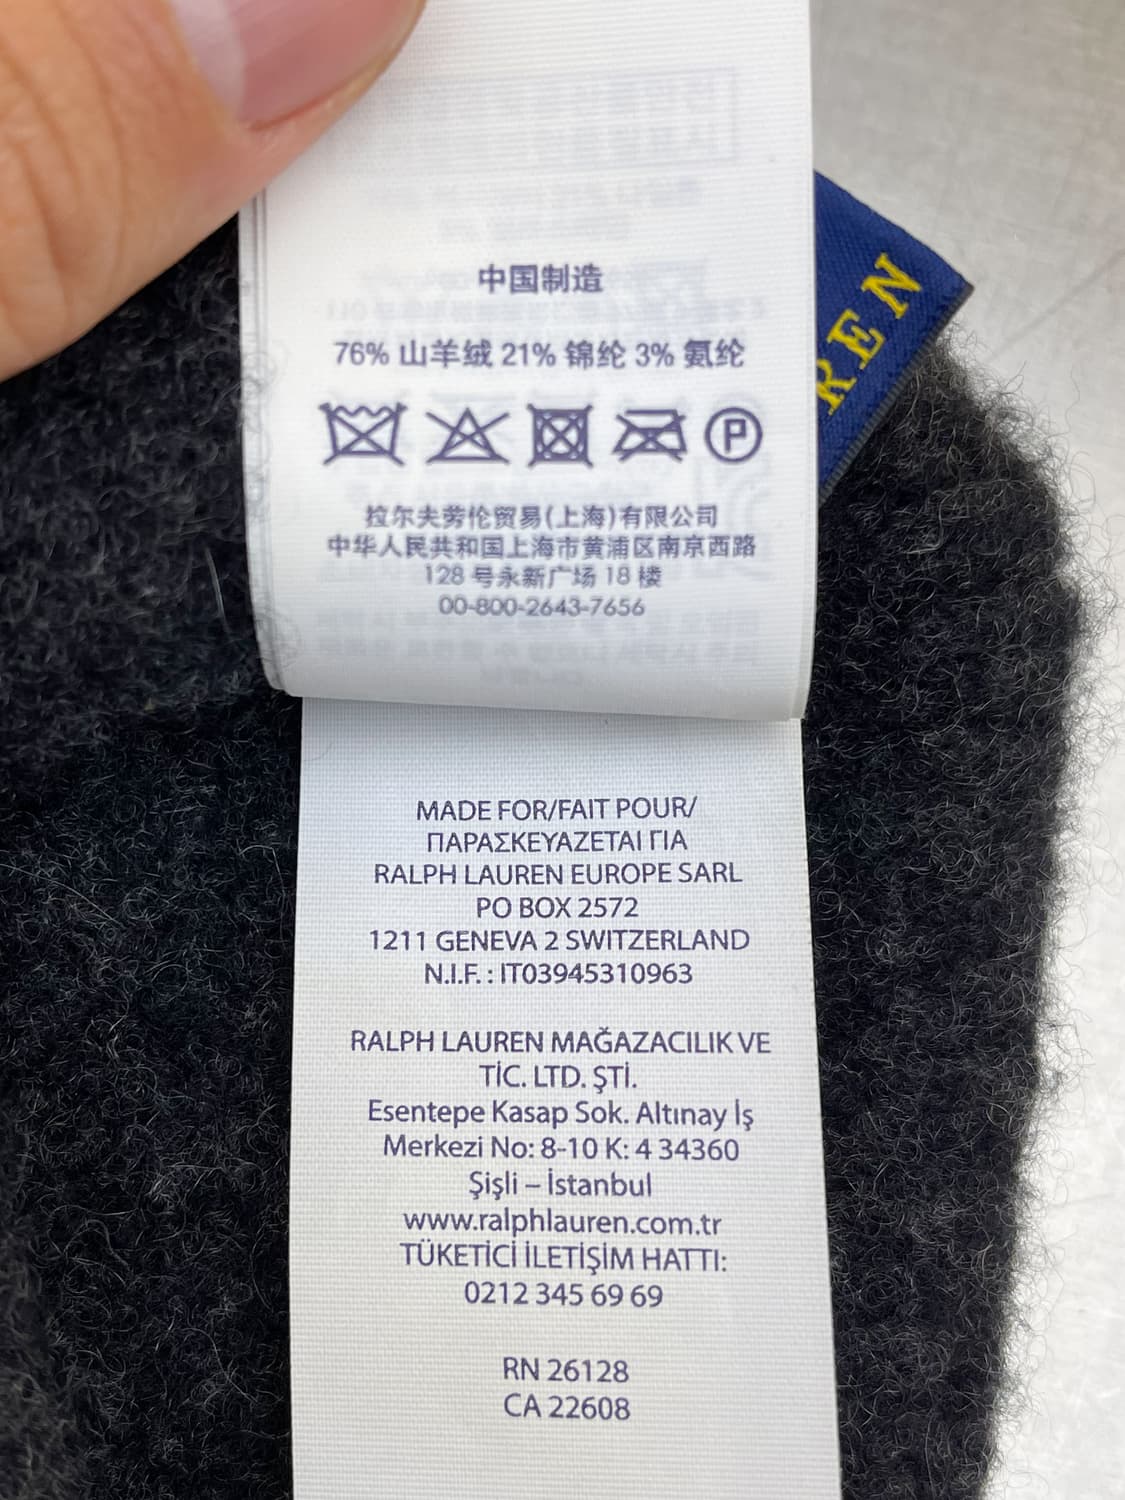 中国制造
76% 山羊绒 21% 锦纶 3% 氨纶
P
拉尔夫劳伦贸易(上海)有限公司
中华人民共和国上海市黄浦区南京西路
128 号永新广场 18 楼
00-800-2643-7656
REN
MADE FOR/FAIT POUR/
ΠΑΡΑΣΚΕΥΑΖΕΤΑΙ ΓΙΑ
RALPH LAUREN EUROPE SARL
PO BOX 2572
1211 GENEVA 2 SWITZERLAND
N.I.F. : IT03945310963
RALPH LAUREN MAĞAZACILIK VE
TİC. LTD. ŞTİ.
Esentepe Kasap Sok. Altınay İş
Merkezi No: 8-10 K: 4 34360
Şişli – İstanbul
www.ralphlauren.com.tr
TÜKETİCİ İLETİŞİM HATTI:
0212 345 69 69
RN 26128
CA 22608